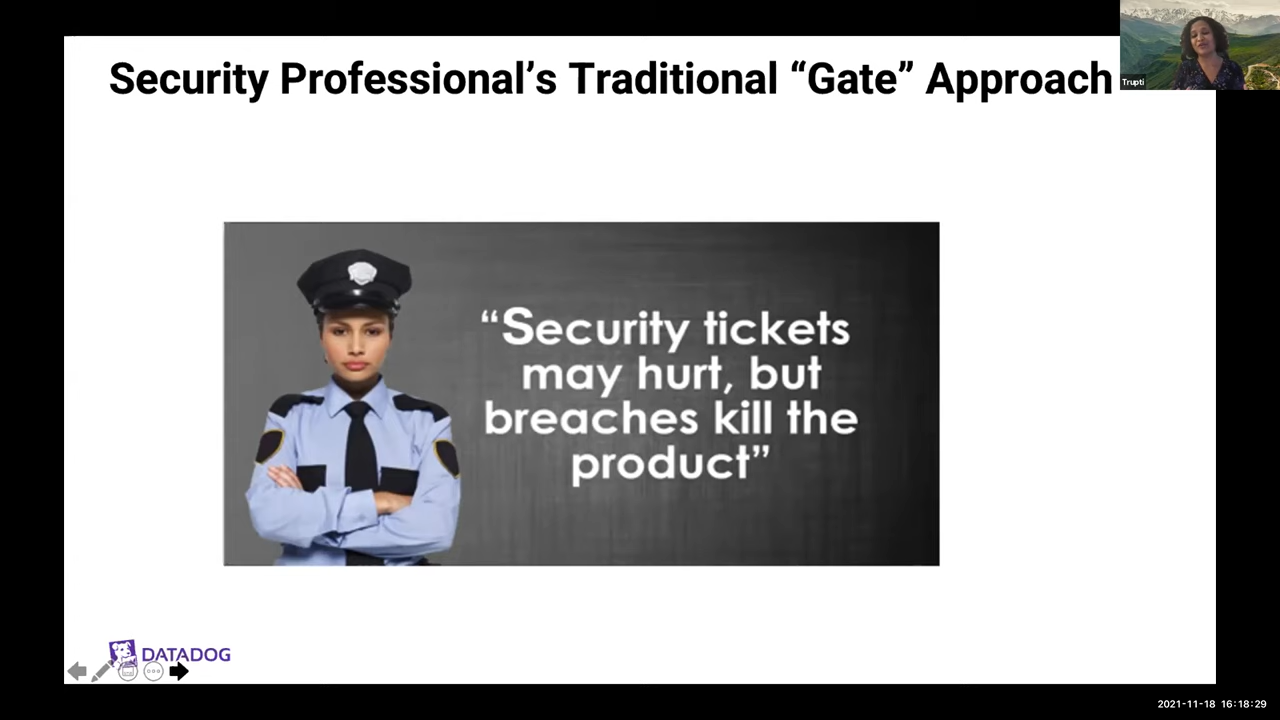 Security Professional’s Traditional “Gate” Approach
Trupti
“Security tickets
may hurt, but
breaches kill the
product”
DATADOG
2021-11-18 16:18:29